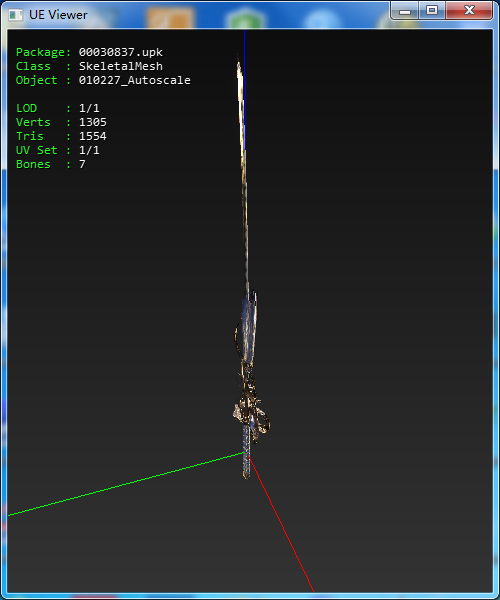 UE Viewer
Package: 00030837.upk
Class : SkeletalMesh
Object : 010227_Autoscale
LOD : 1/1
Verts : 1305
Tris : 1554
UV Set : 1/1
Bones : 7